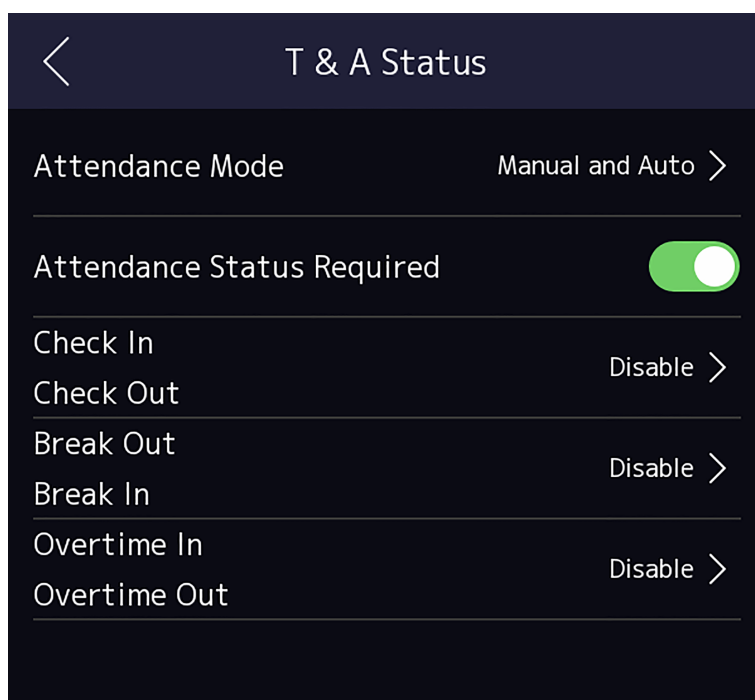 T & A Status
Attendance Mode
Manual and Auto
Attendance Status Required
Check In
Check Out
Disable
Break Out
Break In
Disable
Overtime In
Overtime Out
Disable